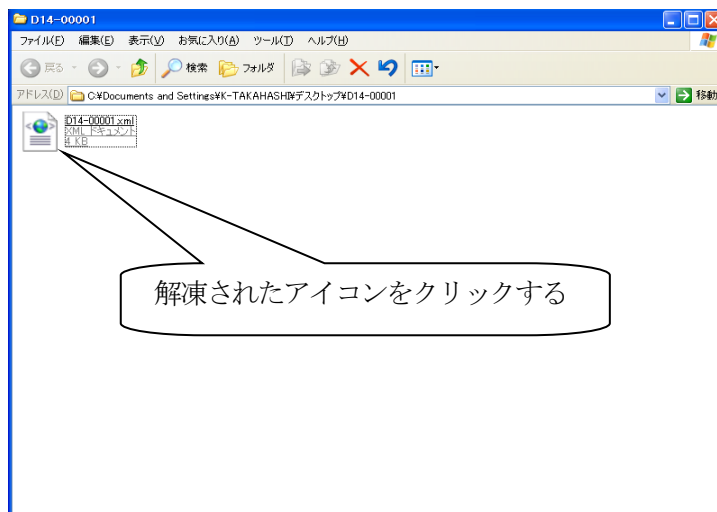 D14-00001
ファイル(F) 編集(E) 表示(V) お気に入り(A) ツール(T) ヘルプ(H)
戻る 検索 フォルダ
アドレス(D) C:¥Documents and Settings¥K-TAKAHASHI¥デスクトップ¥D14-00001 移動
D14-00001.xml
XML ドキュメント
4 KB
解凍されたアイコンをクリックする